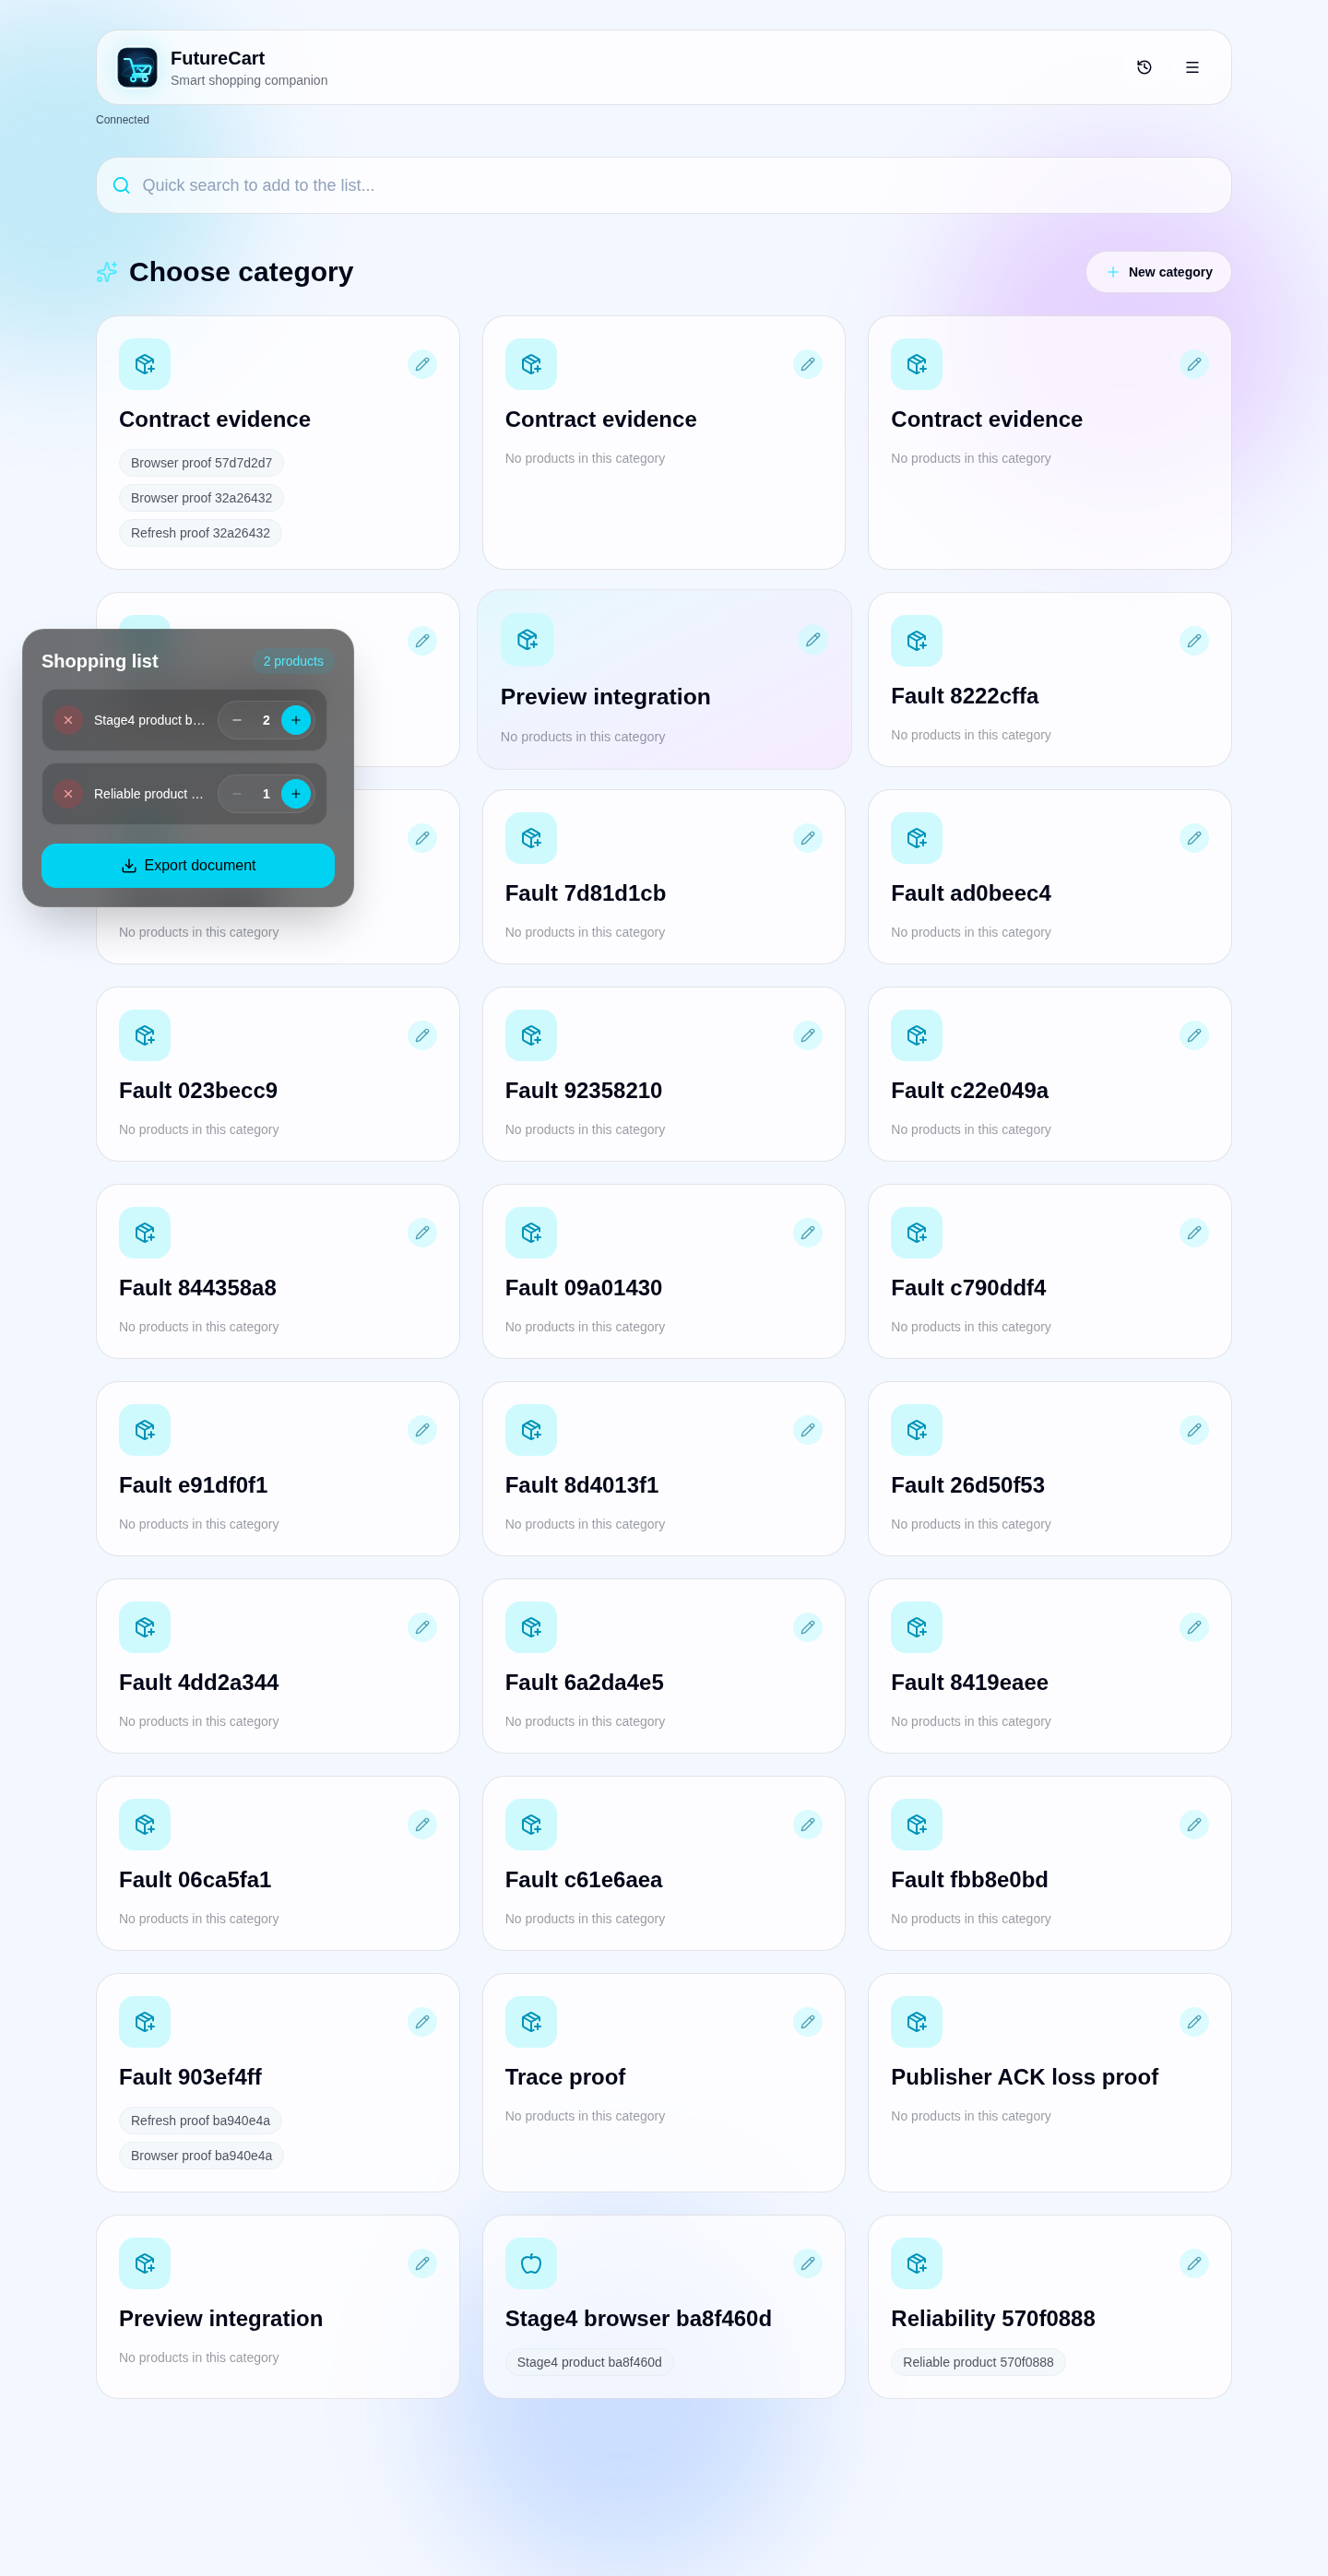 FutureCart
Smart shopping companion
Connected
Quick search to add to the list...
Choose category
New category
Contract evidence
Browser proof 57d7d2d7
Browser proof 32a26432
Refresh proof 32a26432
Contract evidence
No products in this category
Contract evidence
No products in this category
Shopping list
2 products
Stage4 product b…
2
Reliable product …
1
Export document
Preview integration
No products in this category
Fault 8222cffa
No products in this category
No products in this category
Fault 7d81d1cb
No products in this category
Fault ad0beec4
No products in this category
Fault 023becc9
No products in this category
Fault 92358210
No products in this category
Fault c22e049a
No products in this category
Fault 844358a8
No products in this category
Fault 09a01430
No products in this category
Fault c790ddf4
No products in this category
Fault e91df0f1
No products in this category
Fault 8d4013f1
No products in this category
Fault 26d50f53
No products in this category
Fault 4dd2a344
No products in this category
Fault 6a2da4e5
No products in this category
Fault 8419eaee
No products in this category
Fault 06ca5fa1
No products in this category
Fault c61e6aea
No products in this category
Fault fbb8e0bd
No products in this category
Fault 903ef4ff
Refresh proof ba940e4a
Browser proof ba940e4a
Trace proof
No products in this category
Publisher ACK loss proof
No products in this category
Preview integration
No products in this category
Stage4 browser ba8f460d
Stage4 product ba8f460d
Reliability 570f0888
Reliable product 570f0888